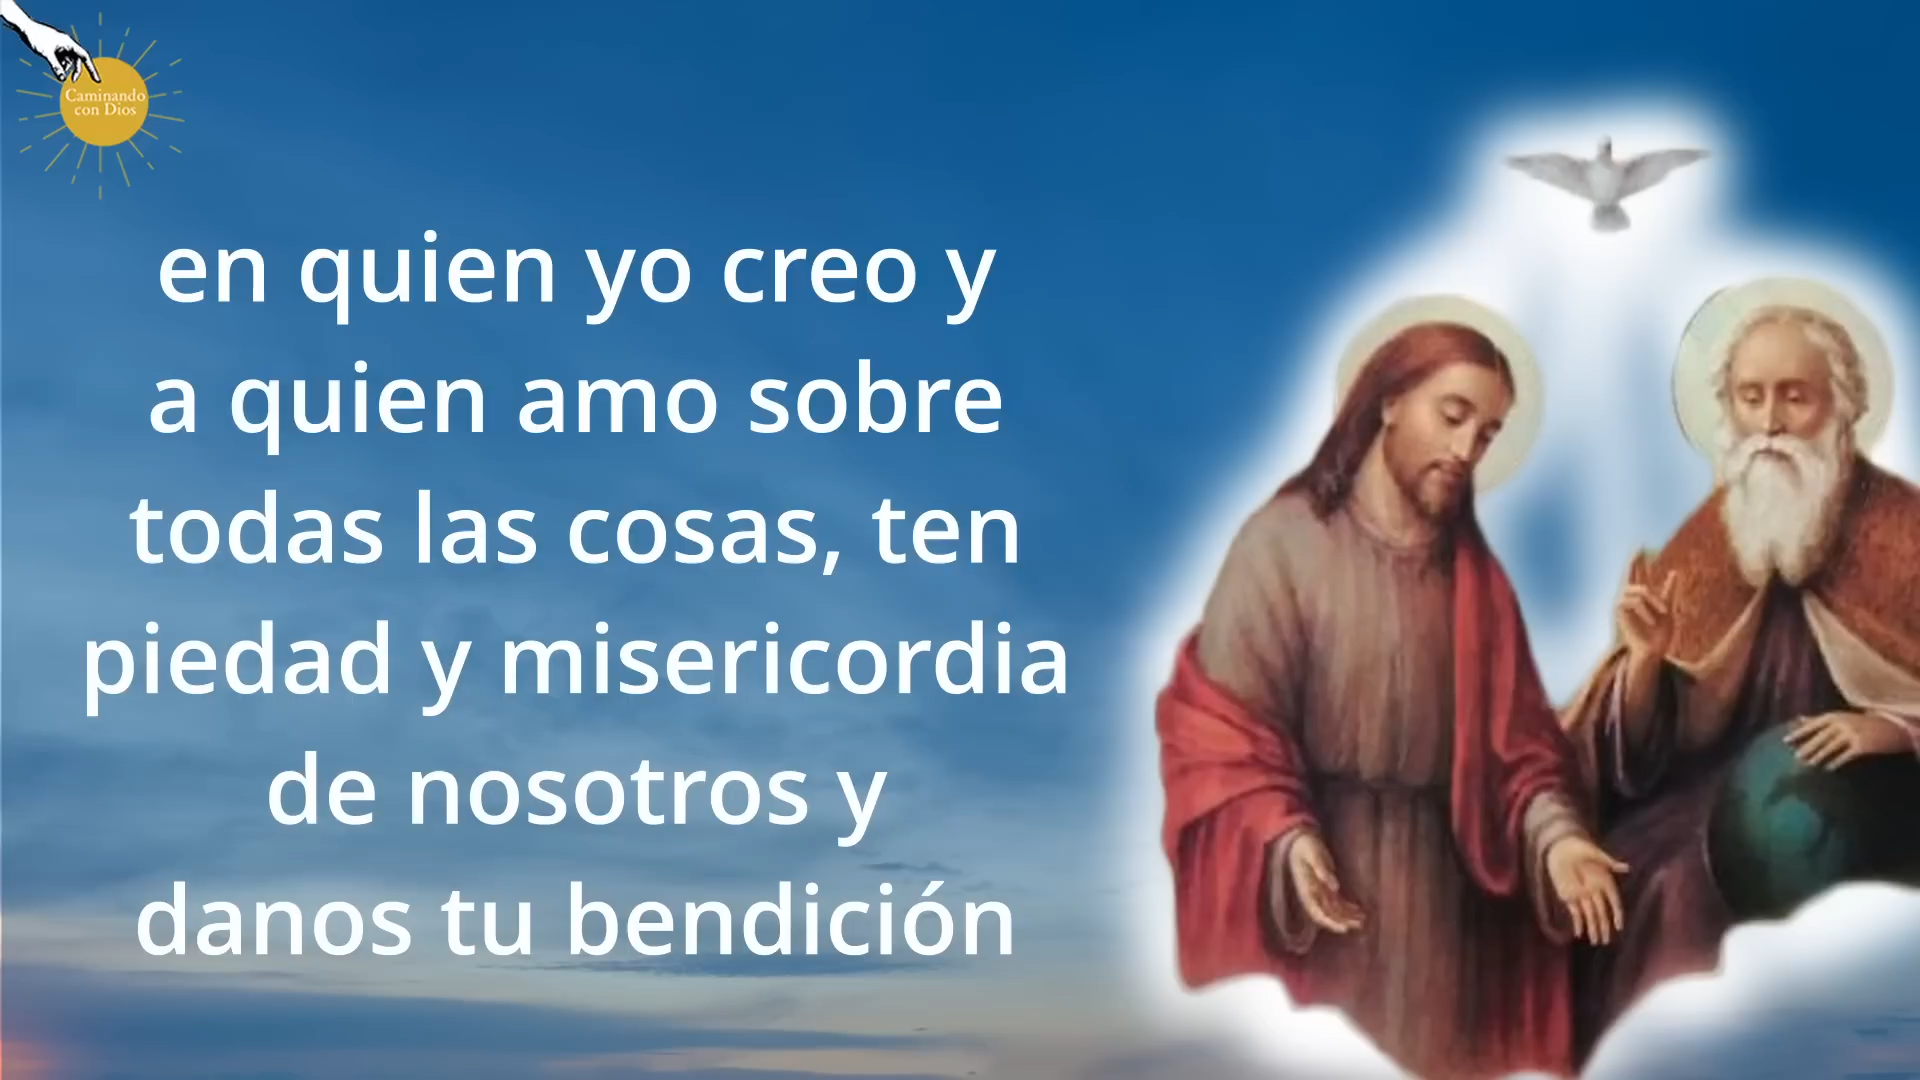 Caminando
con Dios
en quien yo creo y
a quien amo sobre
todas las cosas, ten
piedad y misericordia
de nosotros y
danos tu bendición